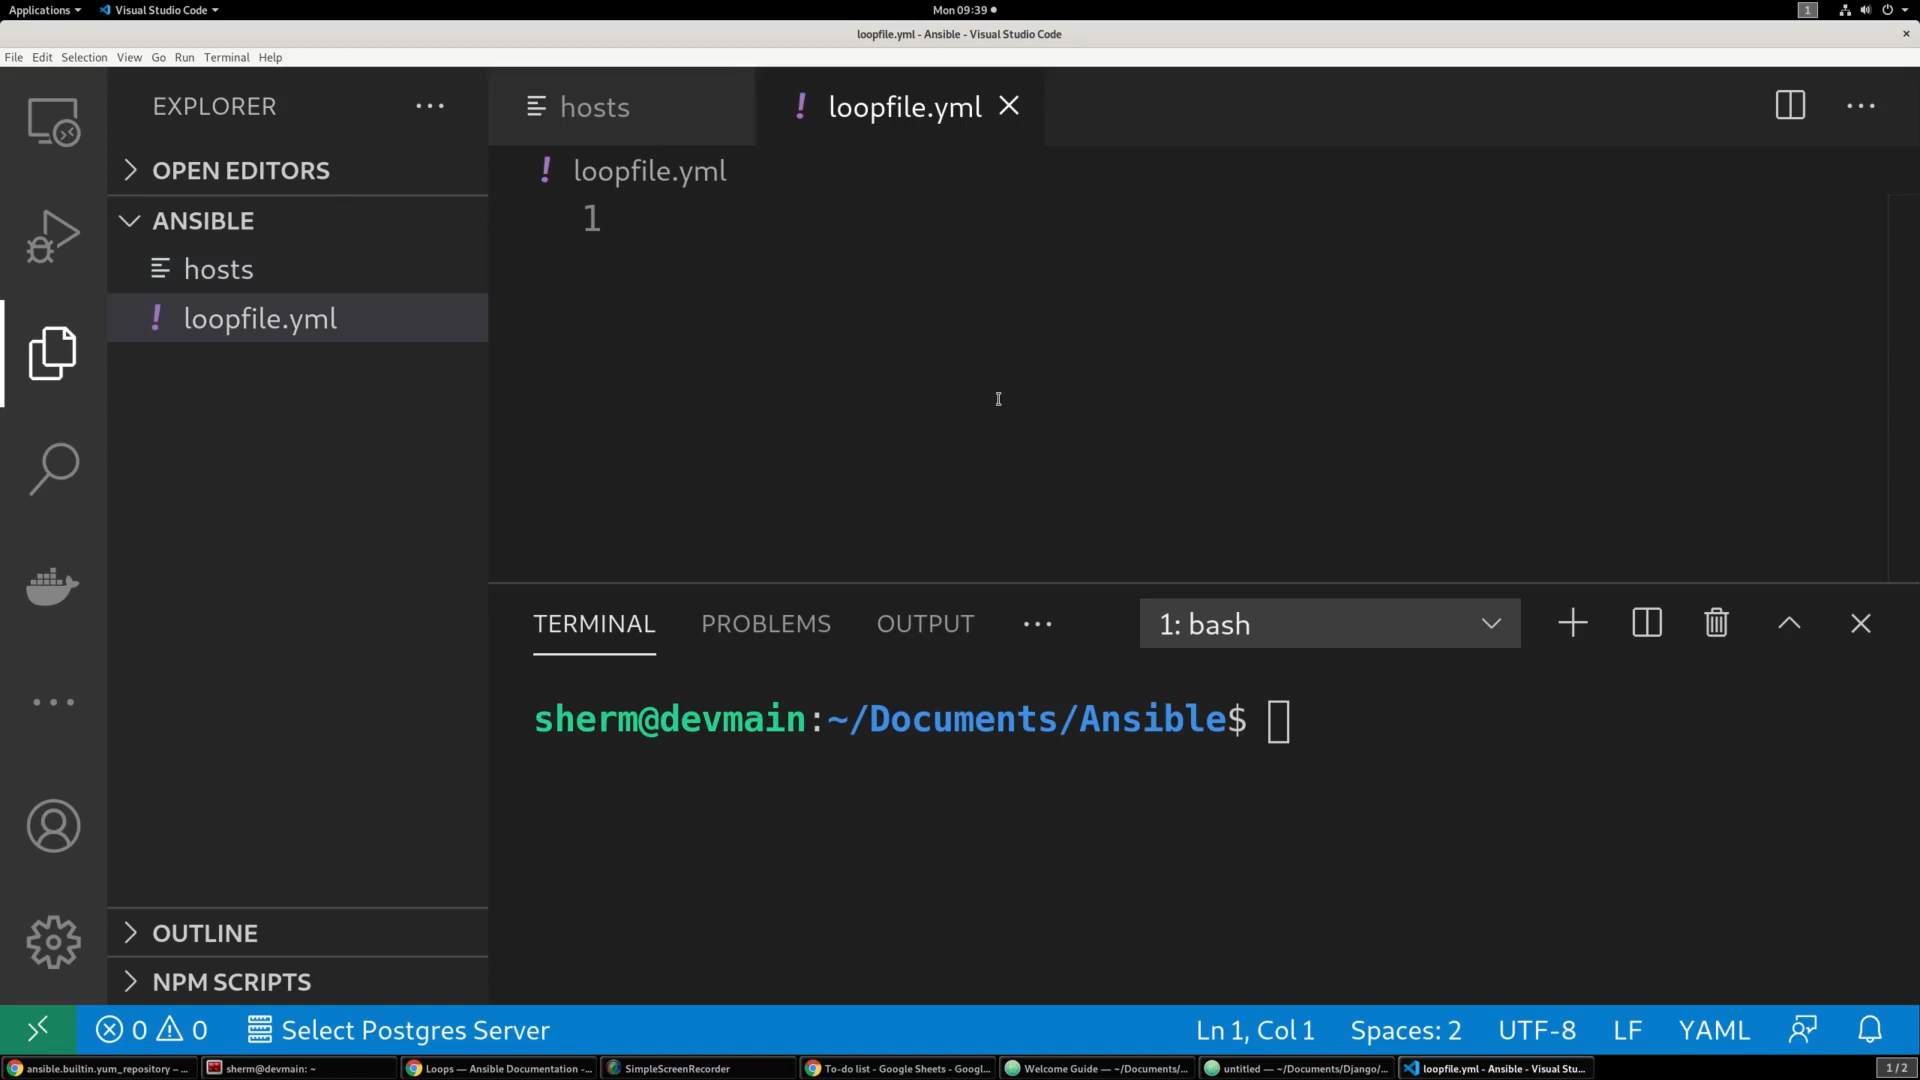 Applications
Visual Studio Code
Mon 09:39
1
loopfile.yml - Ansible - Visual Studio Code
File Edit Selection View Go Run Terminal Help
EXPLORER
OPEN EDITORS
ANSIBLE
hosts
loopfile.yml
OUTLINE
NPM SCRIPTS
hosts
loopfile.yml
loopfile.yml
1
TERMINAL PROBLEMS OUTPUT
1: bash
sherm@devmain:~/Documents/Ansible$
0 0
Select Postgres Server
Ln 1, Col 1
Spaces: 2
UTF-8
LF
YAML
ansible.builtin.yum_repository – ...
sherm@devmain: ~
Loops — Ansible Documentation -...
SimpleScreenRecorder
To-do list - Google Sheets - Googl...
Welcome Guide — ~/Documents/...
untitled — ~/Documents/Django/...
loopfile.yml - Ansible - Visual Stu...
1 / 2